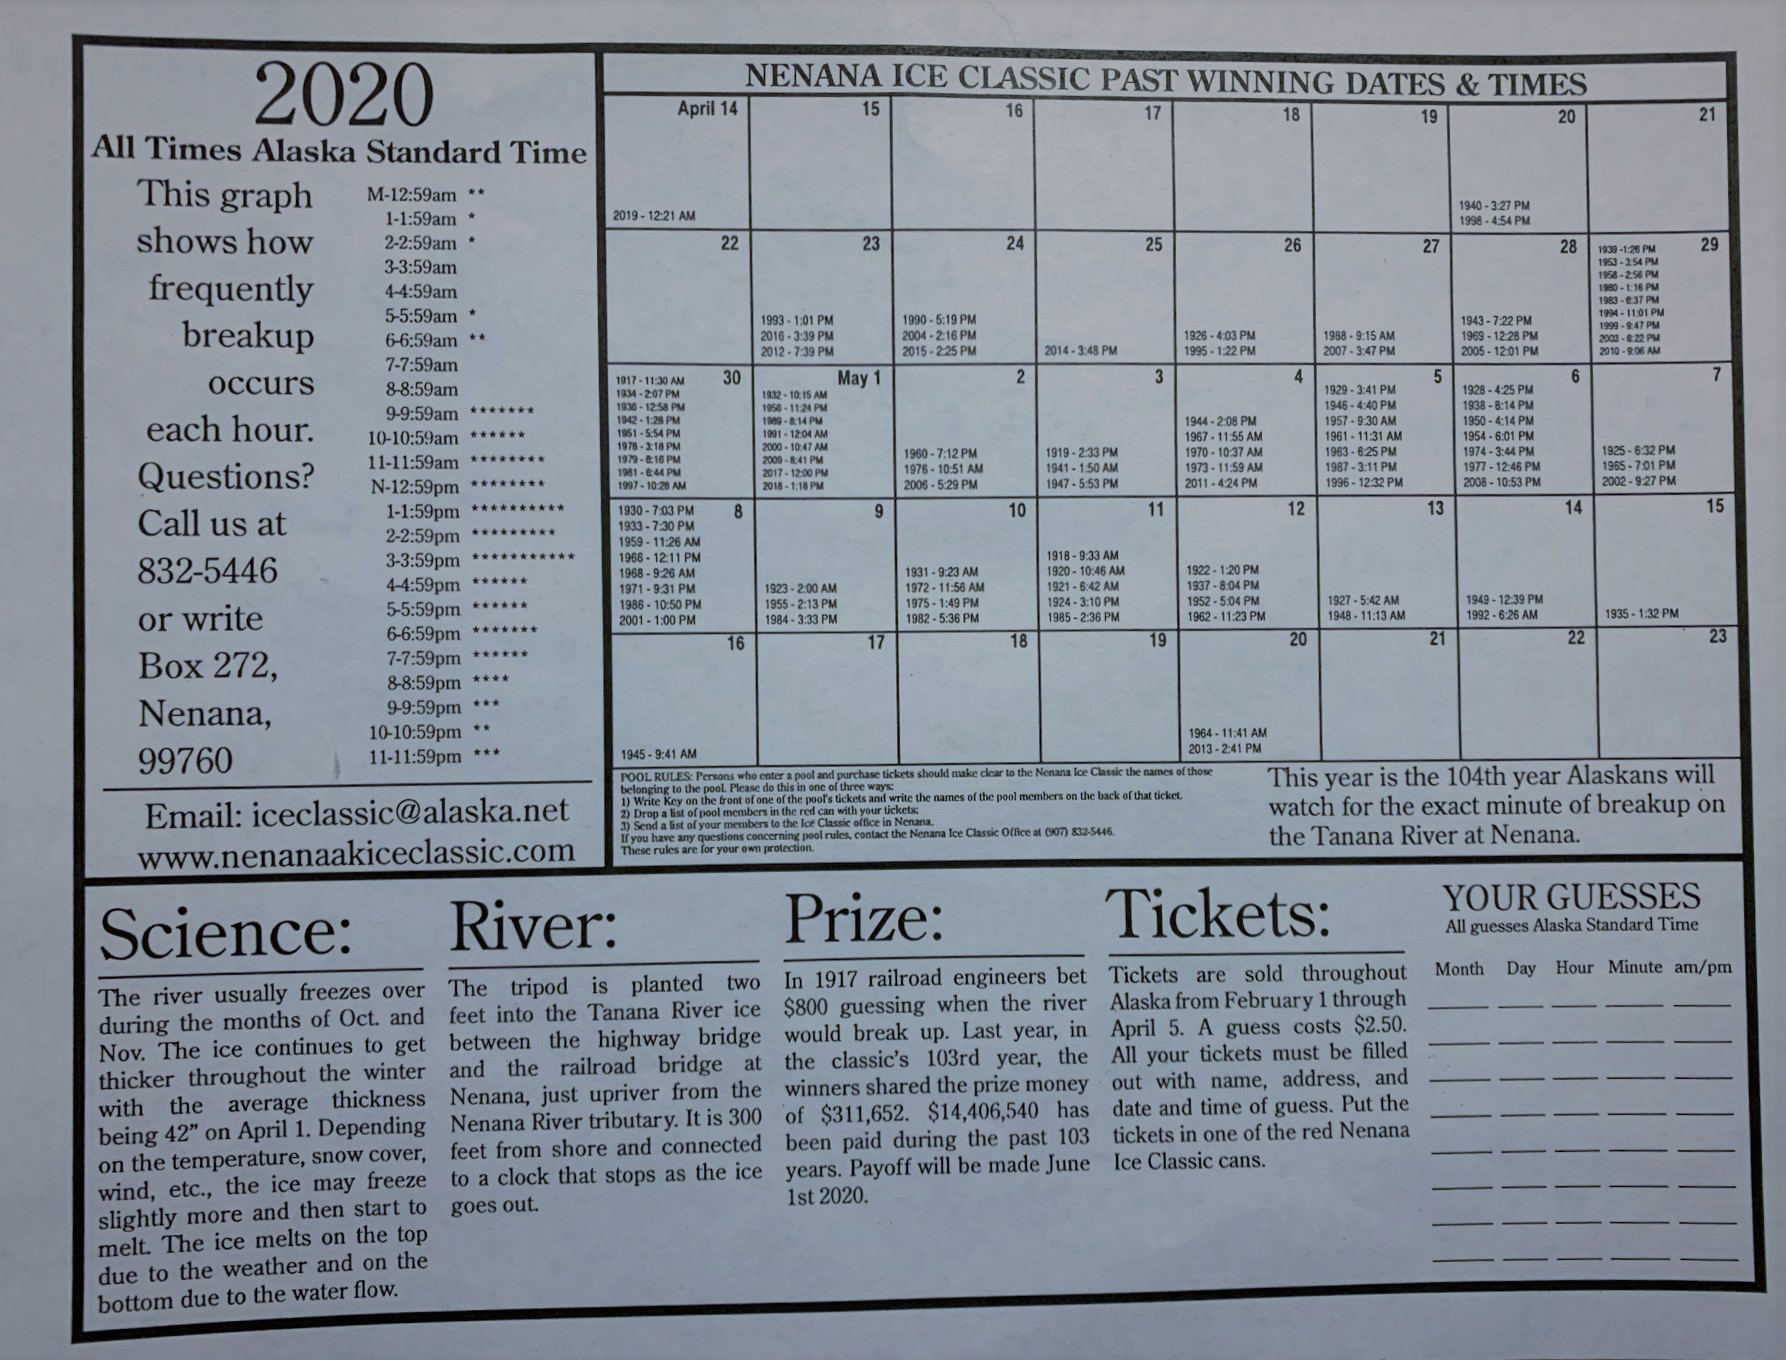 2020
All Times Alaska Standard Time
This graph
shows how
frequently
breakup
occurs
each hour.
Questions?
Call us at
832-5446
or write
Box 272,
Nenana,
99760
M-12:59am **
1-1:59am *
2-2:59am *
3-3:59am
4-4:59am
5-5:59am *
6-6:59am **
7-7:59am
8-8:59am
9-9:59am *******
10-10:59am ******
11-11:59am ********
N-12:59pm ********
1-1:59pm **********
2-2:59pm *********
3-3:59pm ***********
4-4:59pm ******
5-5:59pm ******
6-6:59pm *******
7-7:59pm ******
8-8:59pm ****
9-9:59pm ***
10-10:59pm **
11-11:59pm ***
Email: iceclassic@alaska.net
www.nenanaakiceclassic.com
NENANA ICE CLASSIC PAST WINNING DATES & TIMES
April 14
2019 - 12:21 AM
15
16
17
18
19
20
1940 - 3:27 PM
1998 - 4:54 PM
21
22
23
1993 - 1:01 PM
2016 - 3:39 PM
2012 - 7:39 PM
24
1990 - 5:19 PM
2004 - 2:16 PM
2015 - 2:25 PM
25
2014 - 3:48 PM
26
1926 - 4:03 PM
1995 - 1:22 PM
27
1988 - 9:15 AM
2007 - 3:47 PM
28
1943 - 7:22 PM
1969 - 12:28 PM
2005 - 12:01 PM
29
1939 - 1:26 PM
1953 - 3:54 PM
1958 - 2:56 PM
1980 - 1:16 PM
1983 - 6:37 PM
1994 - 11:01 PM
1999 - 9:47 PM
2003 - 6:22 PM
2010 - 9:06 AM
30
1917 - 11:30 AM
1934 - 2:07 PM
1936 - 12:58 PM
1942 - 1:28 PM
1951 - 5:54 PM
1978 - 3:18 PM
1979 - 6:16 PM
1981 - 6:44 PM
1997 - 10:28 AM
May 1
1932 - 10:15 AM
1956 - 11:24 PM
1989 - 8:14 PM
1991 - 12:04 AM
2000 - 10:47 AM
2009 - 8:41 PM
2017 - 12:00 PM
2018 - 1:18 PM
2
1960 - 7:12 PM
1976 - 10:51 AM
2006 - 5:29 PM
3
1919 - 2:33 PM
1941 - 1:50 AM
1947 - 5:53 PM
4
1944 - 2:08 PM
1967 - 11:55 AM
1970 - 10:37 AM
1973 - 11:59 AM
2011 - 4:24 PM
5
1929 - 3:41 PM
1946 - 4:40 PM
1957 - 9:30 AM
1961 - 11:31 AM
1963 - 6:25 PM
1987 - 3:11 PM
1996 - 12:32 PM
6
1928 - 4:25 PM
1938 - 8:14 PM
1950 - 4:14 PM
1954 - 6:01 PM
1974 - 3:44 PM
1977 - 12:46 PM
2008 - 10:53 PM
7
1925 - 6:32 PM
1965 - 7:01 PM
2002 - 9:27 PM
8
1930 - 7:03 PM
1933 - 7:30 PM
1959 - 11:26 AM
1966 - 12:11 PM
1968 - 9:26 AM
1971 - 9:31 PM
1986 - 10:50 PM
2001 - 1:00 PM
9
1923 - 2:00 AM
1955 - 2:13 PM
1984 - 3:33 PM
10
1931 - 9:23 AM
1972 - 11:56 AM
1975 - 1:49 PM
1982 - 5:36 PM
11
1918 - 9:33 AM
1920 - 10:46 AM
1921 - 6:42 AM
1924 - 3:10 PM
1985 - 2:36 PM
12
1922 - 1:20 PM
1937 - 8:04 PM
1952 - 5:04 PM
1962 - 11:23 PM
13
1927 - 5:42 AM
1948 - 11:13 AM
14
1949 - 12:39 PM
1992 - 6:26 AM
15
1935 - 1:32 PM
16
1945 - 9:41 AM
17
18
19
20
1964 - 11:41 AM
2013 - 2:41 PM
21
22
23
POOL RULES: Persons who enter a pool and purchase tickets should make clear to the Nenana Ice Classic the names of those
belonging to the pool. Please do this in one of three ways:
1) Write Key on the front of one of the pool's tickets and write the names of the pool members on the back of that ticket.
2) Drop a list of pool members in the red can with your tickets;
3) Send a list of your members to the Ice Classic office in Nenana.
If you have any questions concerning pool rules, contact the Nenana Ice Classic Office at (907) 832-5446.
These rules are for your own protection.
This year is the 104th year Alaskans will
watch for the exact minute of breakup on
the Tanana River at Nenana.
Science:
The river usually freezes over
during the months of Oct. and
Nov. The ice continues to get
thicker throughout the winter
with the average thickness
being 42" on April 1. Depending
on the temperature, snow cover,
wind, etc., the ice may freeze
slightly more and then start to
melt. The ice melts on the top
due to the weather and on the
bottom due to the water flow.
River:
The tripod is planted two
feet into the Tanana River ice
between the highway bridge
and the railroad bridge at
Nenana, just upriver from the
Nenana River tributary. It is 300
feet from shore and connected
to a clock that stops as the ice
goes out.
Prize:
In 1917 railroad engineers bet
$800 guessing when the river
would break up. Last year, in
the classic's 103rd year, the
winners shared the prize money
of $311,652. $14,406,540 has
been paid during the past 103
years. Payoff will be made June
1st 2020.
Tickets:
Tickets are sold throughout
Alaska from February 1 through
April 5. A guess costs $2.50.
All your tickets must be filled
out with name, address, and
date and time of guess. Put the
tickets in one of the red Nenana
Ice Classic cans.
YOUR GUESSES
All guesses Alaska Standard Time
Month Day Hour Minute am/pm